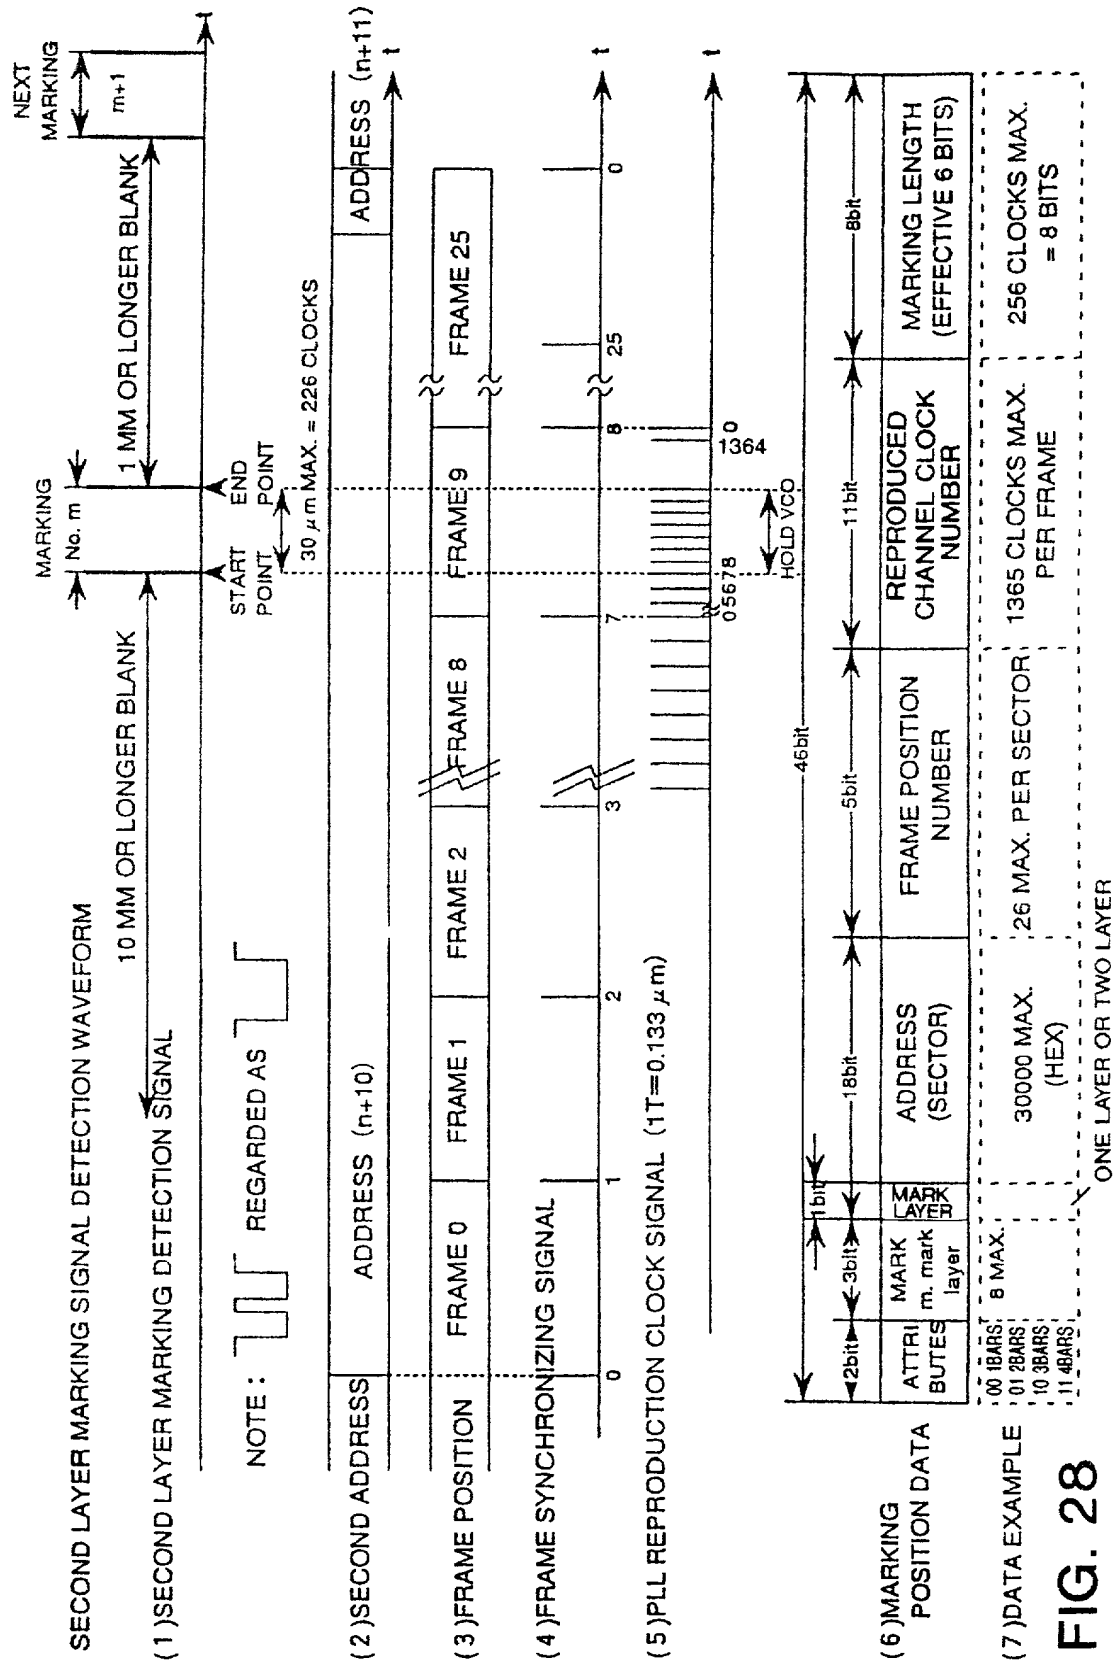 SECOND LAYER MARKING SIGNAL DETECTION WAVEFORM
(1)SECOND LAYER MARKING DETECTION SIGNAL
10 MM OR LONGER BLANK
MARKING
No. m
1 MM OR LONGER BLANK
NEXT
MARKING
m+1
t
START
POINT
END
POINT
30 μm MAX. = 226 CLOCKS
NOTE :
REGARDED AS
(2)SECOND ADDRESS
ADDRESS (n+10)
ADDRESS (n+11)
t
(3)FRAME POSITION
FRAME 0
FRAME 1
FRAME 2
FRAME 8
FRAME 9
FRAME 25
(4)FRAME SYNCHRONIZING SIGNAL
0
1
2
3
7
8
25
0
t
(5)PLL REPRODUCTION CLOCK SIGNAL (1T=0.133 μm)
05678
1364
0
t
HOLD VCO
46bit
2bit
3bit
1bit
18bit
5bit
11bit
8bit
(6)MARKING
POSITION DATA
ATTRI
BUTES
MARK
m. mark
layer
MARK
LAYER
ADDRESS
(SECTOR)
FRAME POSITION
NUMBER
REPRODUCED
CHANNEL CLOCK
NUMBER
MARKING LENGTH
(EFFECTIVE 6 BITS)
(7)DATA EXAMPLE
00 1BARS
01 2BARS
10 3BARS
11 4BARS
8 MAX.
30000 MAX.
(HEX)
26 MAX. PER SECTOR
1365 CLOCKS MAX.
PER FRAME
256 CLOCKS MAX.
= 8 BITS
ONE LAYER OR TWO LAYER
FIG. 28